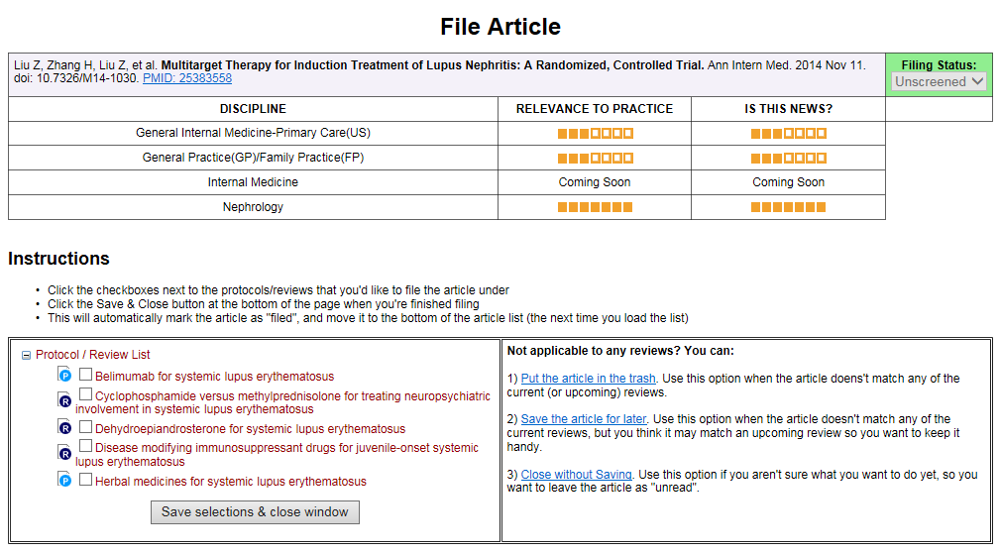 File Article
Liu Z, Zhang H, Liu Z, et al. Multitarget Therapy for Induction Treatment of Lupus Nephritis: A Randomized, Controlled Trial. Ann Intern Med. 2014 Nov 11.
doi: 10.7326/M14-1030. PMID: 25383558
Filing Status:
Unscreened
DISCIPLINE RELEVANCE TO PRACTICE IS THIS NEWS?
General Internal Medicine-Primary Care(US)
General Practice(GP)/Family Practice(FP)
Internal Medicine Coming Soon Coming Soon
Nephrology
Instructions
• Click the checkboxes next to the protocols/reviews that you'd like to file the article under
• Click the Save & Close button at the bottom of the page when you're finished filing
• This will automatically mark the article as "filed", and move it to the bottom of the article list (the next time you load the list)
Protocol / Review List
P Belimumab for systemic lupus erythematosus
R Cyclophosphamide versus methylprednisolone for treating neuropsychiatric
involvement in systemic lupus erythematosus
R Dehydroepiandrosterone for systemic lupus erythematosus
R Disease modifying immunosuppressant drugs for juvenile-onset systemic
lupus erythematosus
P Herbal medicines for systemic lupus erythematosus
Save selections & close window
Not applicable to any reviews? You can:
1) Put the article in the trash. Use this option when the article doens't match any of the
current (or upcoming) reviews.
2) Save the article for later. Use this option when the article doesn't match any of the
current reviews, but you think it may match an upcoming review so you want to keep it
handy.
3) Close without Saving. Use this option if you aren't sure what you want to do yet, so you
want to leave the article as "unread".